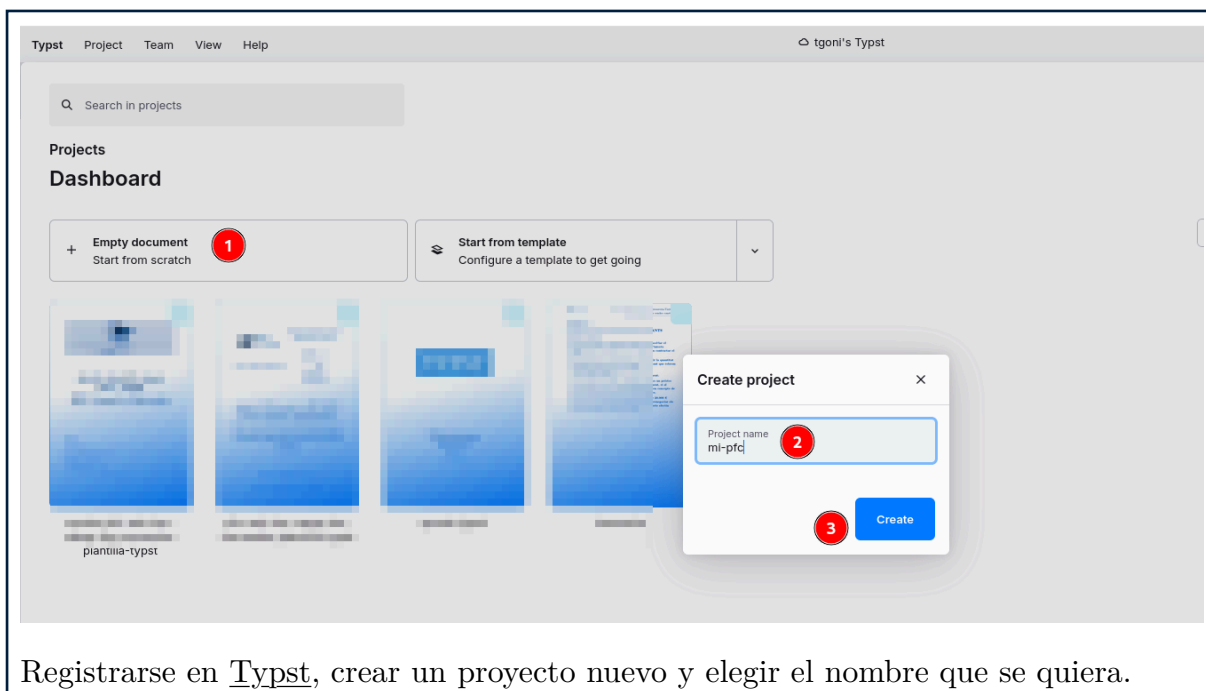 Typst Project Team View Help tgoni's Typst
Search in projects
Projects
Dashboard
Empty document
Start from scratch
1
Start from template
Configure a template to get going
Create project
Project name
mi-pfc
2
3
Create
plantilla-typst
Registrarse en Typst, crear un proyecto nuevo y elegir el nombre que se quiera.